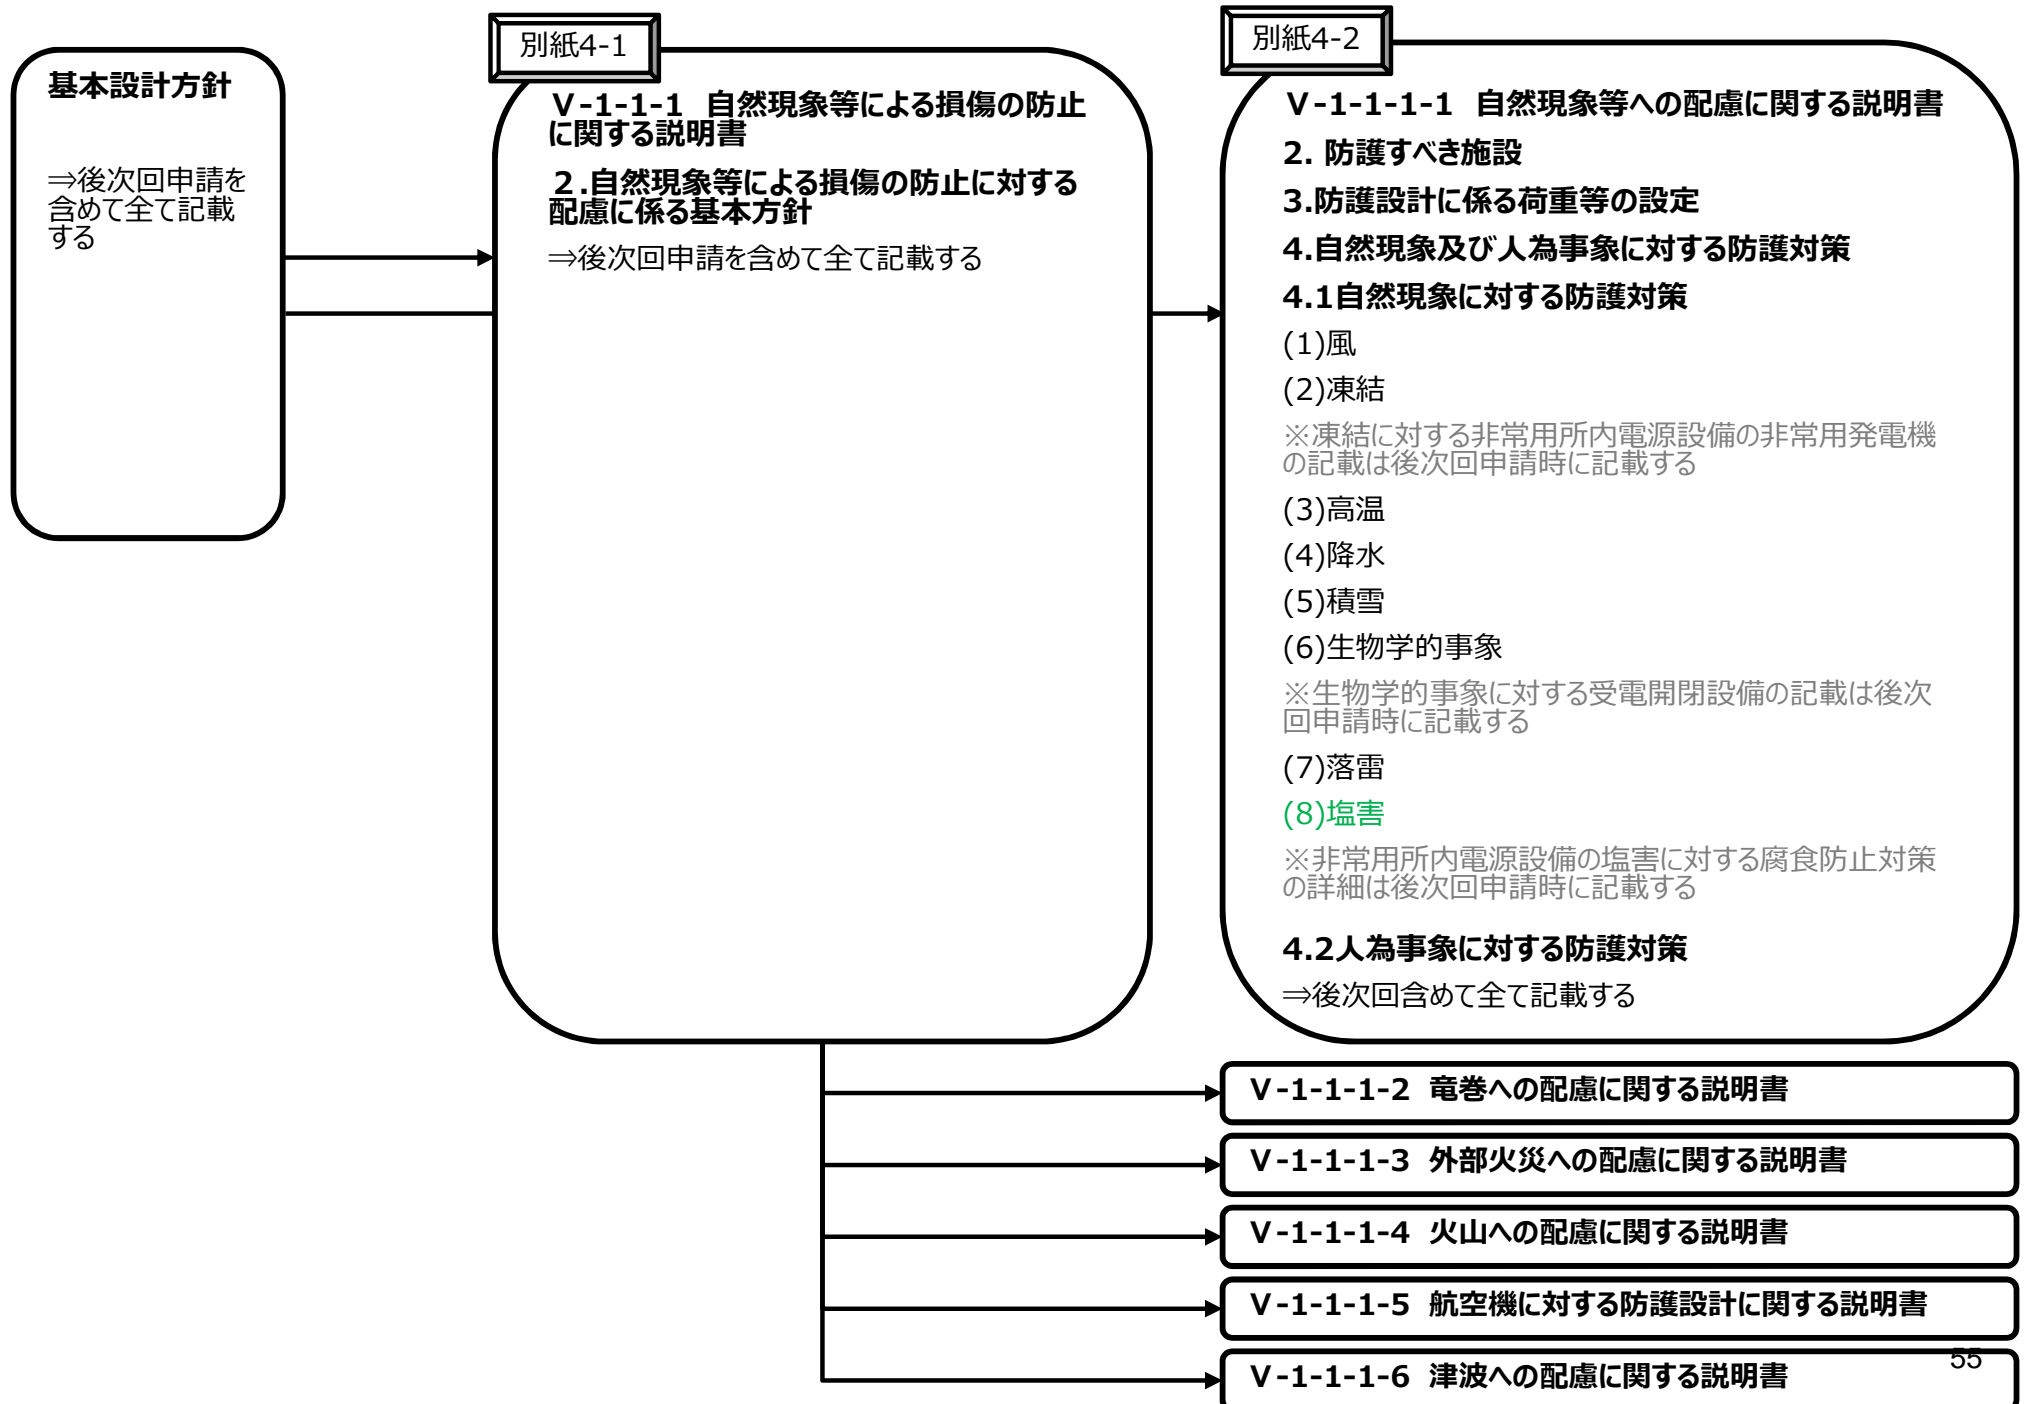 基本設計方針
⇒後次回申請を
含めて全て記載
する
別紙4-1
Ⅴ-1-1-1 自然現象等による損傷の防止
に関する説明書
２.自然現象等による損傷の防止に対する
配慮に係る基本方針
⇒後次回申請を含めて全て記載する
別紙4-2
Ⅴ-1-1-1-1 自然現象等への配慮に関する説明書
2. 防護すべき施設
3.防護設計に係る荷重等の設定
4.自然現象及び人為事象に対する防護対策
4.1自然現象に対する防護対策
(1)風
(2)凍結
※凍結に対する非常用所内電源設備の非常用発電機
の記載は後次回申請時に記載する
(3)高温
(4)降水
(5)積雪
(6)生物学的事象
※生物学的事象に対する受電開閉設備の記載は後次
回申請時に記載する
(7)落雷
(8)塩害
※非常用所内電源設備の塩害に対する腐食防止対策
の詳細は後次回申請時に記載する
4.2人為事象に対する防護対策
⇒後次回含めて全て記載する
Ⅴ-1-1-1-2 竜巻への配慮に関する説明書
Ⅴ-1-1-1-3 外部火災への配慮に関する説明書
Ⅴ-1-1-1-4 火山への配慮に関する説明書
Ⅴ-1-1-1-5 航空機に対する防護設計に関する説明書
Ⅴ-1-1-1-6 津波への配慮に関する説明書
55